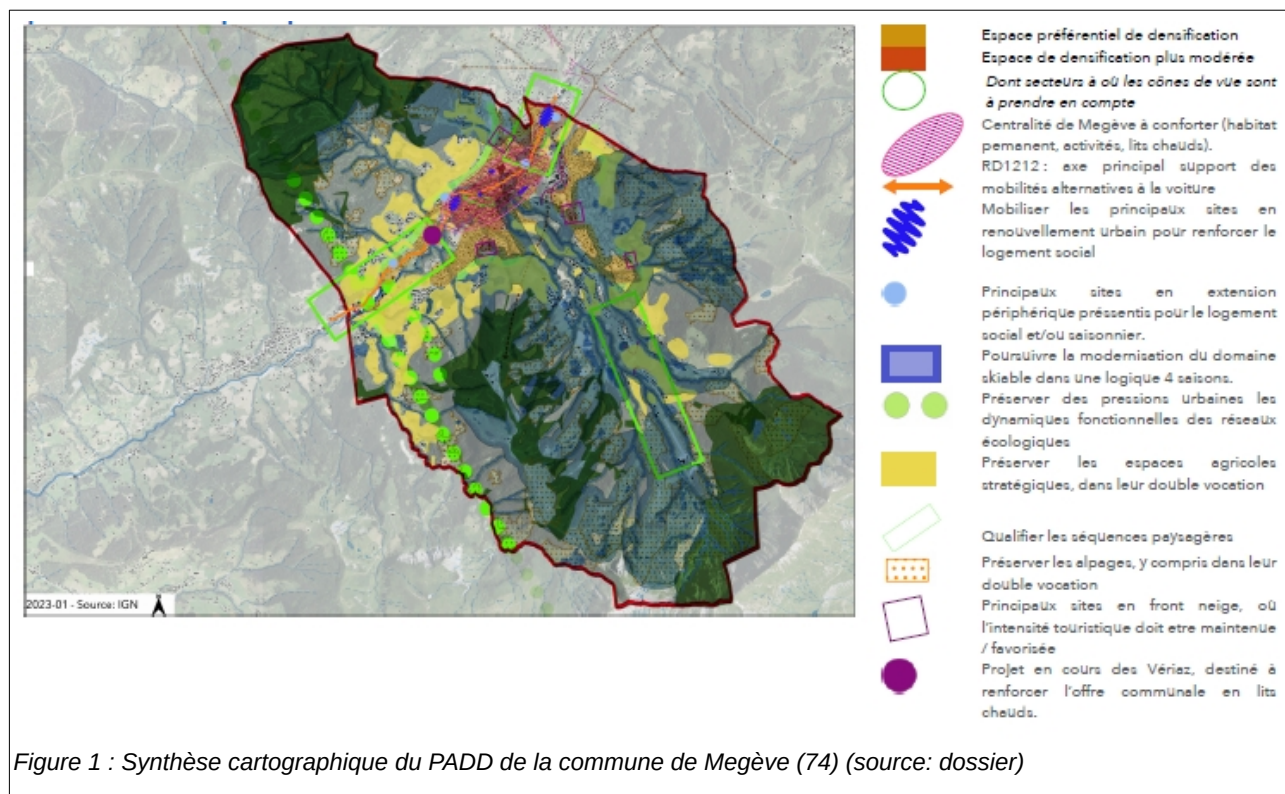 Espace préférentiel de densification
Espace de densification plus modérée
Dont secteurs à où les cônes de vue sont
à prendre en compte
Centralité de Megève à conforter (habitat
pemanent, activités, lits chauds).
RD1212 : axe principal support des
mobilités alternatives à la voiture
Mobiliser les principaux sites en
renouvellement urbain pour renforcer le
logement social
Principaux sites en extension
périphérique préssentis pour le logement
social et/ou saisonnier.
Poursuivre la modernisation du domaine
skiable dans une logique 4 saisons.
Préserver des pressions urbaines les
dynamiques fonctionnelles des réseaux
écologiques
Préserver les espaces agricoles
stratégiques, dans leur double vocation
Qualifier les séquences paysagères
Préserver les alpages, y compris dans leur
double vocation
Principaux sites en front neige, où
l'intensité touristique doit etre maintenue
/ favorisée
Projet en cours des Vériaz, destiné à
renforcer l'offre communale en lits
chauds.
2023-01 - Source: IGN
Figure 1 : Synthèse cartographique du PADD de la commune de Megève (74) (source: dossier)